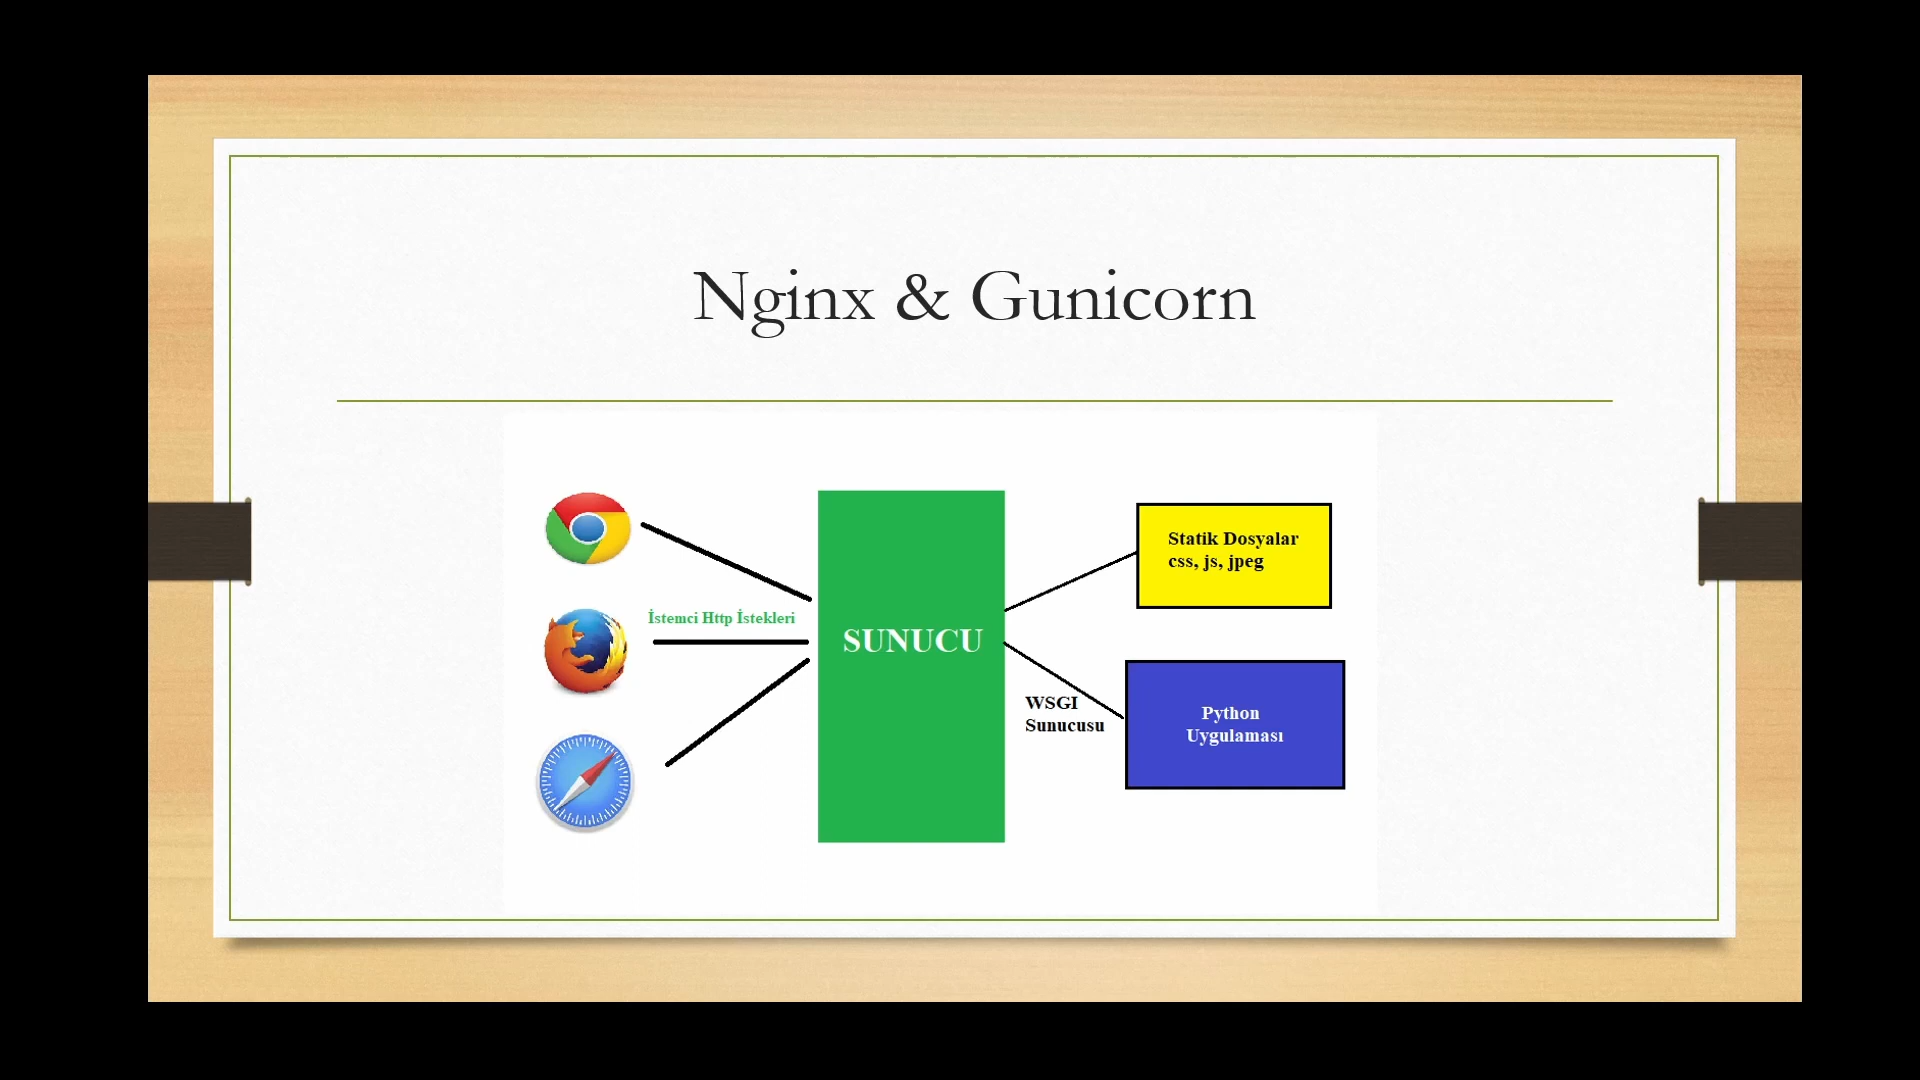 Nginx & Gunicorn
İstemci Http İstekleri
SUNUCU
Statik Dosyalar
css, js, jpeg
WSGI
Sunucusu
Python
Uygulaması